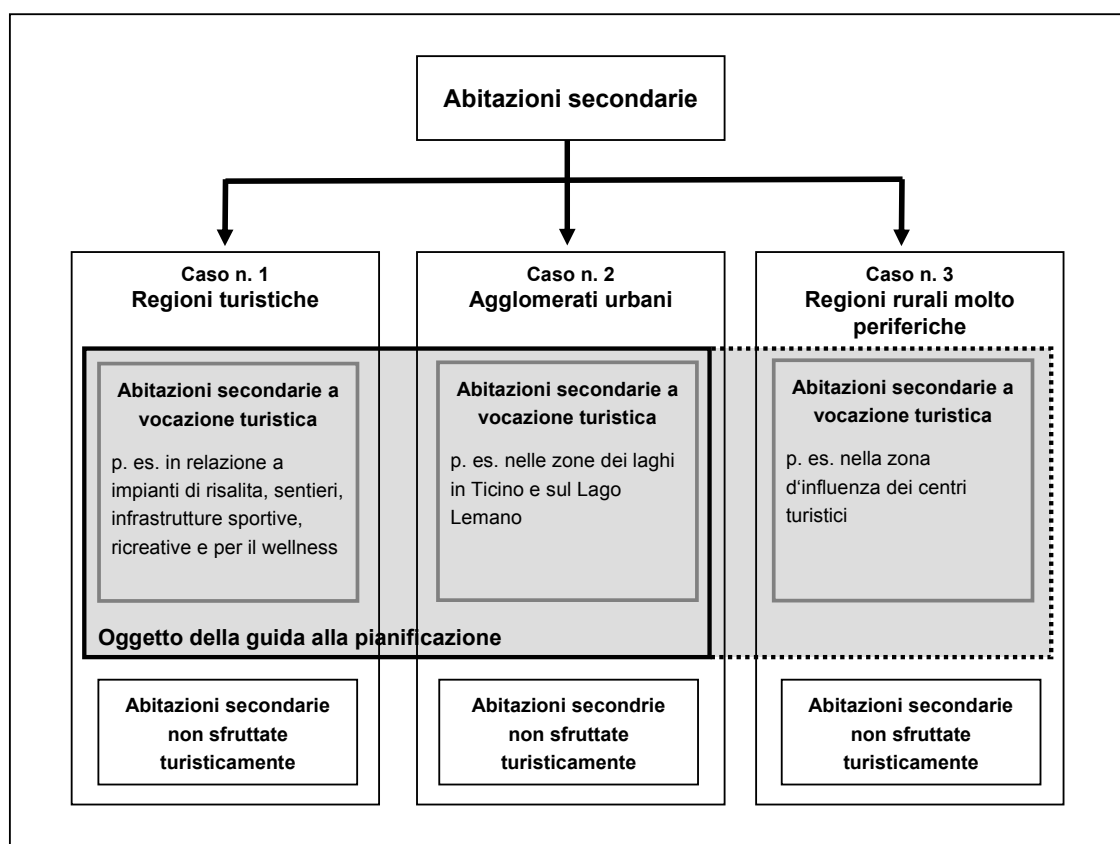 Abitazioni secondarie
Caso n. 1
Regioni turistiche
Caso n. 2
Agglomerati urbani
Caso n. 3
Regioni rurali molto
periferiche
Abitazioni secondarie a
vocazione turistica
p. es. in relazione a
impianti di risalita, sentieri,
infrastrutture sportive,
ricreative e per il wellness
Abitazioni secondarie a
vocazione turistica
p. es. nelle zone dei laghi
in Ticino e sul Lago
Lemano
Abitazioni secondarie a
vocazione turistica
p. es. nella zona
d‘influenza dei centri
turistici
Oggetto della guida alla pianificazione
Abitazioni secondarie
non sfruttate
turisticamente
Abitazioni secondrie
non sfruttate
turisticamente
Abitazioni secondarie
non sfruttate
turisticamente